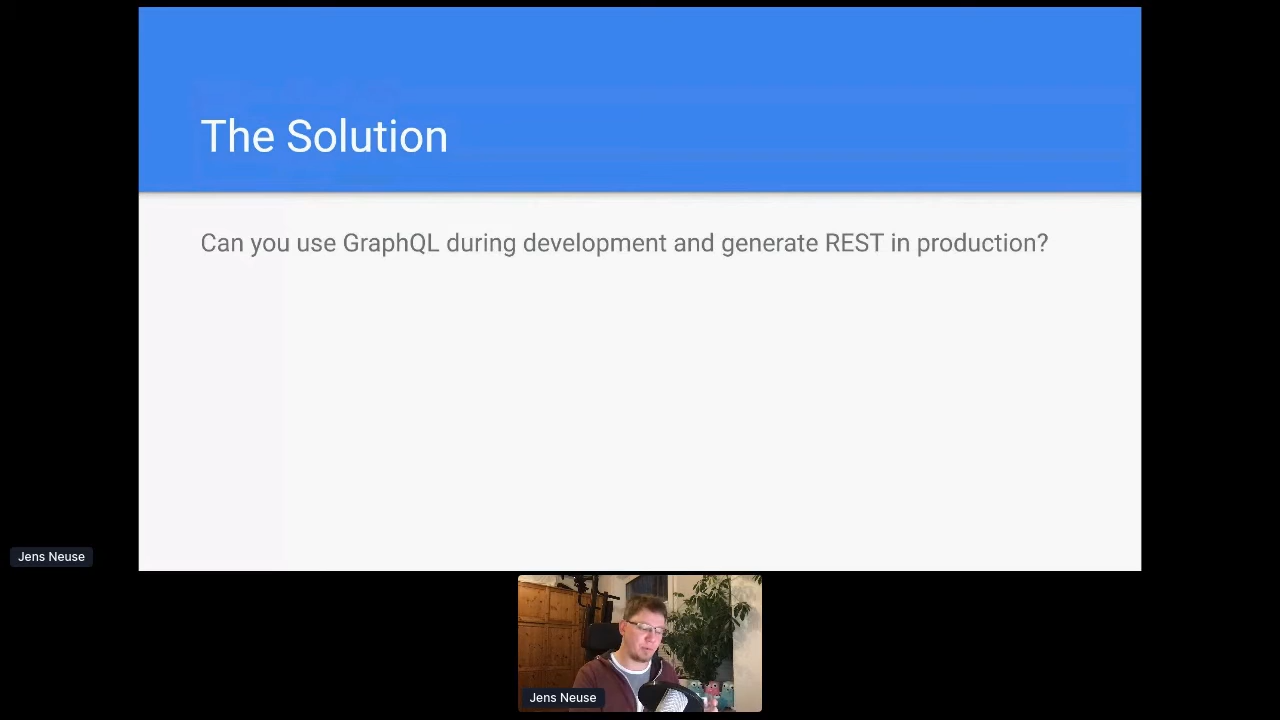 The Solution
Can you use GraphQL during development and generate REST in production?
Jens Neuse
Jens Neuse